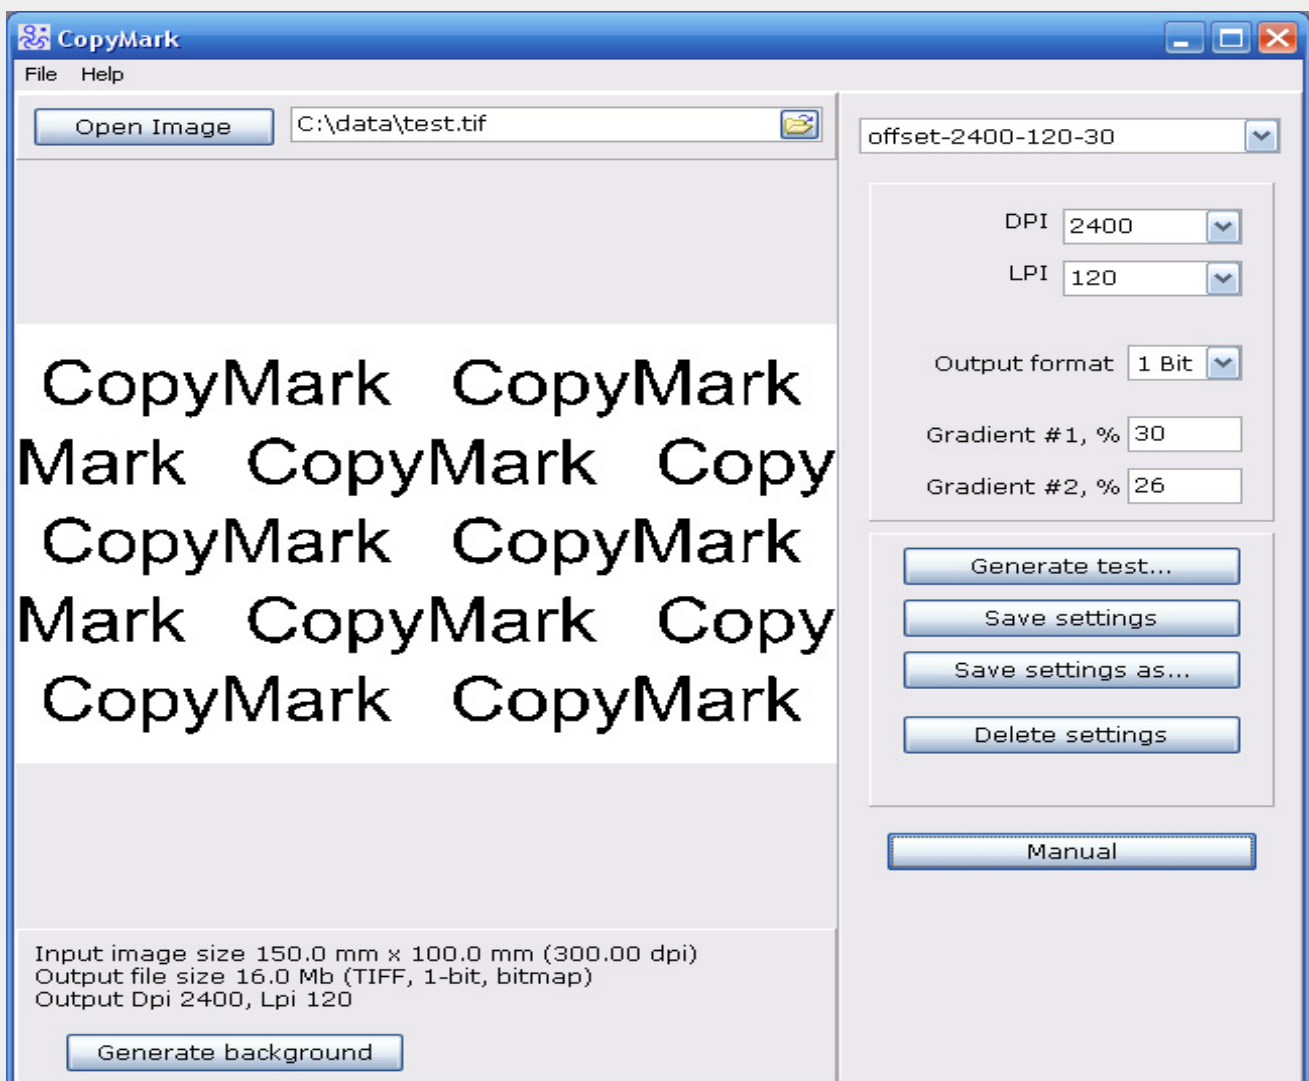 CopyMark
File Help
Open Image C:\data\test.tif
offset-2400-120-30
DPI 2400
LPI 120
Output format 1 Bit
Gradient #1, % 30
Gradient #2, % 26
CopyMark CopyMark
Mark CopyMark Copy
CopyMark CopyMark
Mark CopyMark Copy
CopyMark CopyMark
Generate test...
Save settings
Save settings as...
Delete settings
Manual
Input image size 150.0 mm x 100.0 mm (300.00 dpi)
Output file size 16.0 Mb (TIFF, 1-bit, bitmap)
Output Dpi 2400, Lpi 120
Generate background